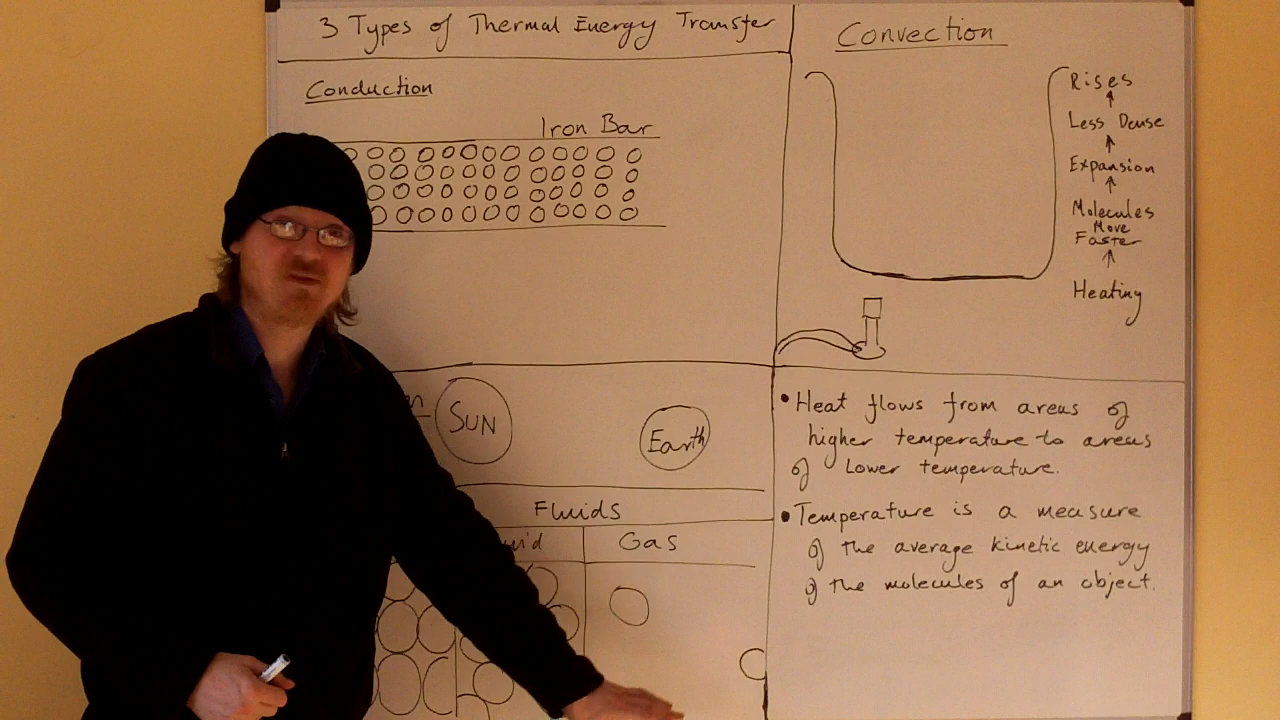 3 Types of Thermal Energy Transfer
Conduction
Iron Bar
Convection
Rises
Less Dense
Expansion
Molecules
Move
Faster
Heating
SUN
Earth
Fluids
Gas
• Heat flows from areas of
higher temperature to areas
of Lower temperature.
• Temperature is a measure
of the average kinetic energy
of the molecules of an object.